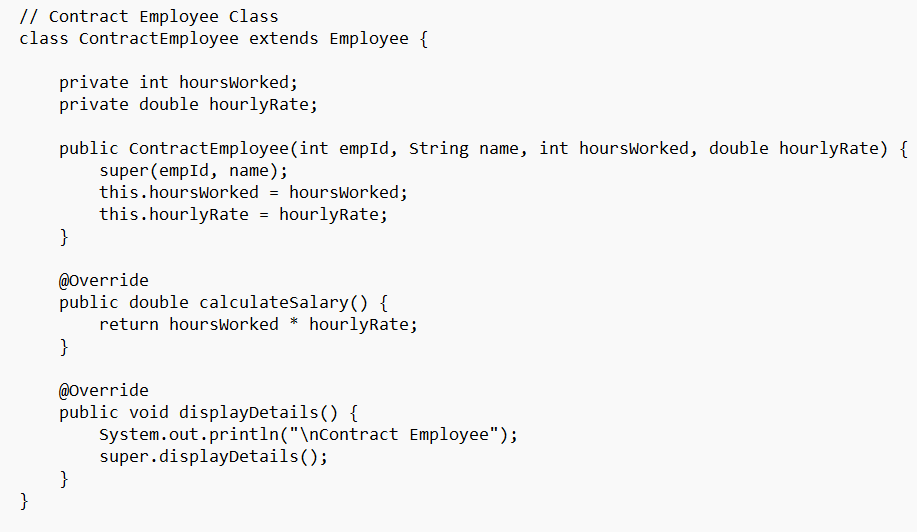 // Contract Employee Class
class ContractEmployee extends Employee {

    private int hoursWorked;
    private double hourlyRate;

    public ContractEmployee(int empId, String name, int hoursWorked, double hourlyRate) {
        super(empId, name);
        this.hoursWorked = hoursWorked;
        this.hourlyRate = hourlyRate;
    }

    @Override
    public double calculateSalary() {
        return hoursWorked * hourlyRate;
    }

    @Override
    public void displayDetails() {
        System.out.println("\nContract Employee");
        super.displayDetails();
    }
}